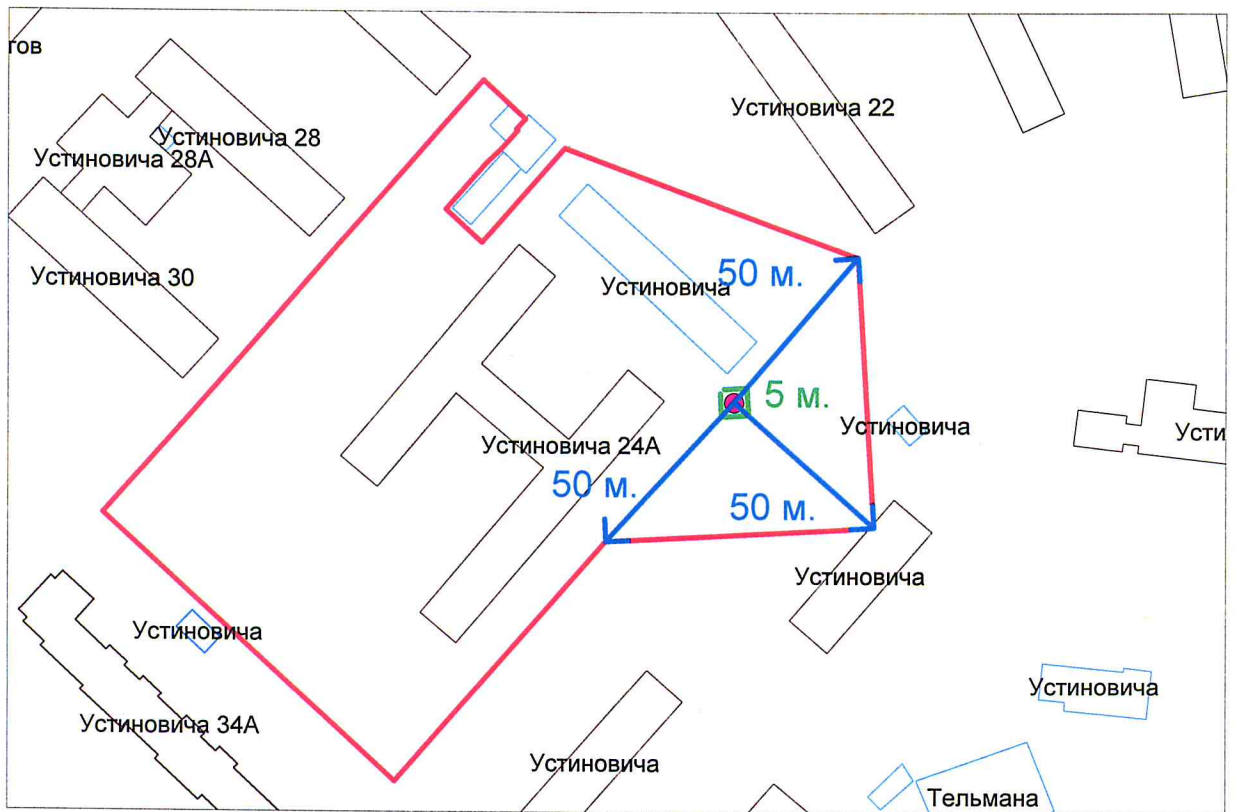 гов
Устиновича 22
Устиновича 28
Устиновича 28А
Устиновича 30
50 м.
Устиновича
5 м.
Устиновича
Усти
Устиновича 24А
50 м.
50 м.
Устиновича
Устиновича
Устиновича
Устиновича 34А
Устиновича
Тельмана